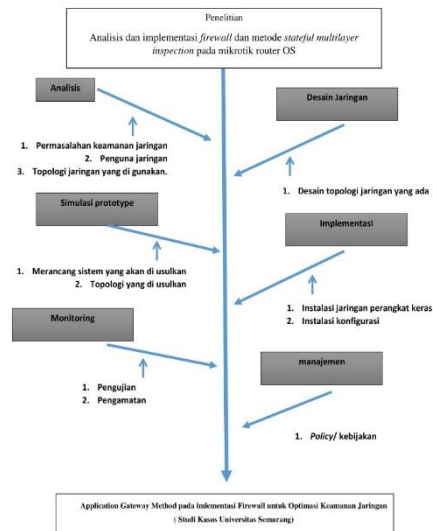 Penelitian
Analisis dan implementasi firewall dan metode stateful multilayer
inspection pada mikrotik router OS
Analisis
1. Permasalahan keamanan jaringan
2. Penguna jaringan
3. Topologi jaringan yang di gunakan.
Desain Jaringan
1. Desain topologi jaringan yang ada
Simulasi prototype
1. Merancang sistem yang akan di usulkan
2. Topologi yang di usulkan
Implementasi
1. Instalasi jaringan perangkat keras
2. Instalasi konfigurasi
Monitoring
1. Pengujian
2. Pengamatan
manajemen
1. Policy/ kebijakan
Application Gateway Method pada imlementasi Firewall untuk Optimasi Keamanan Jaringan
( Studi Kasus Universitas Semarang)